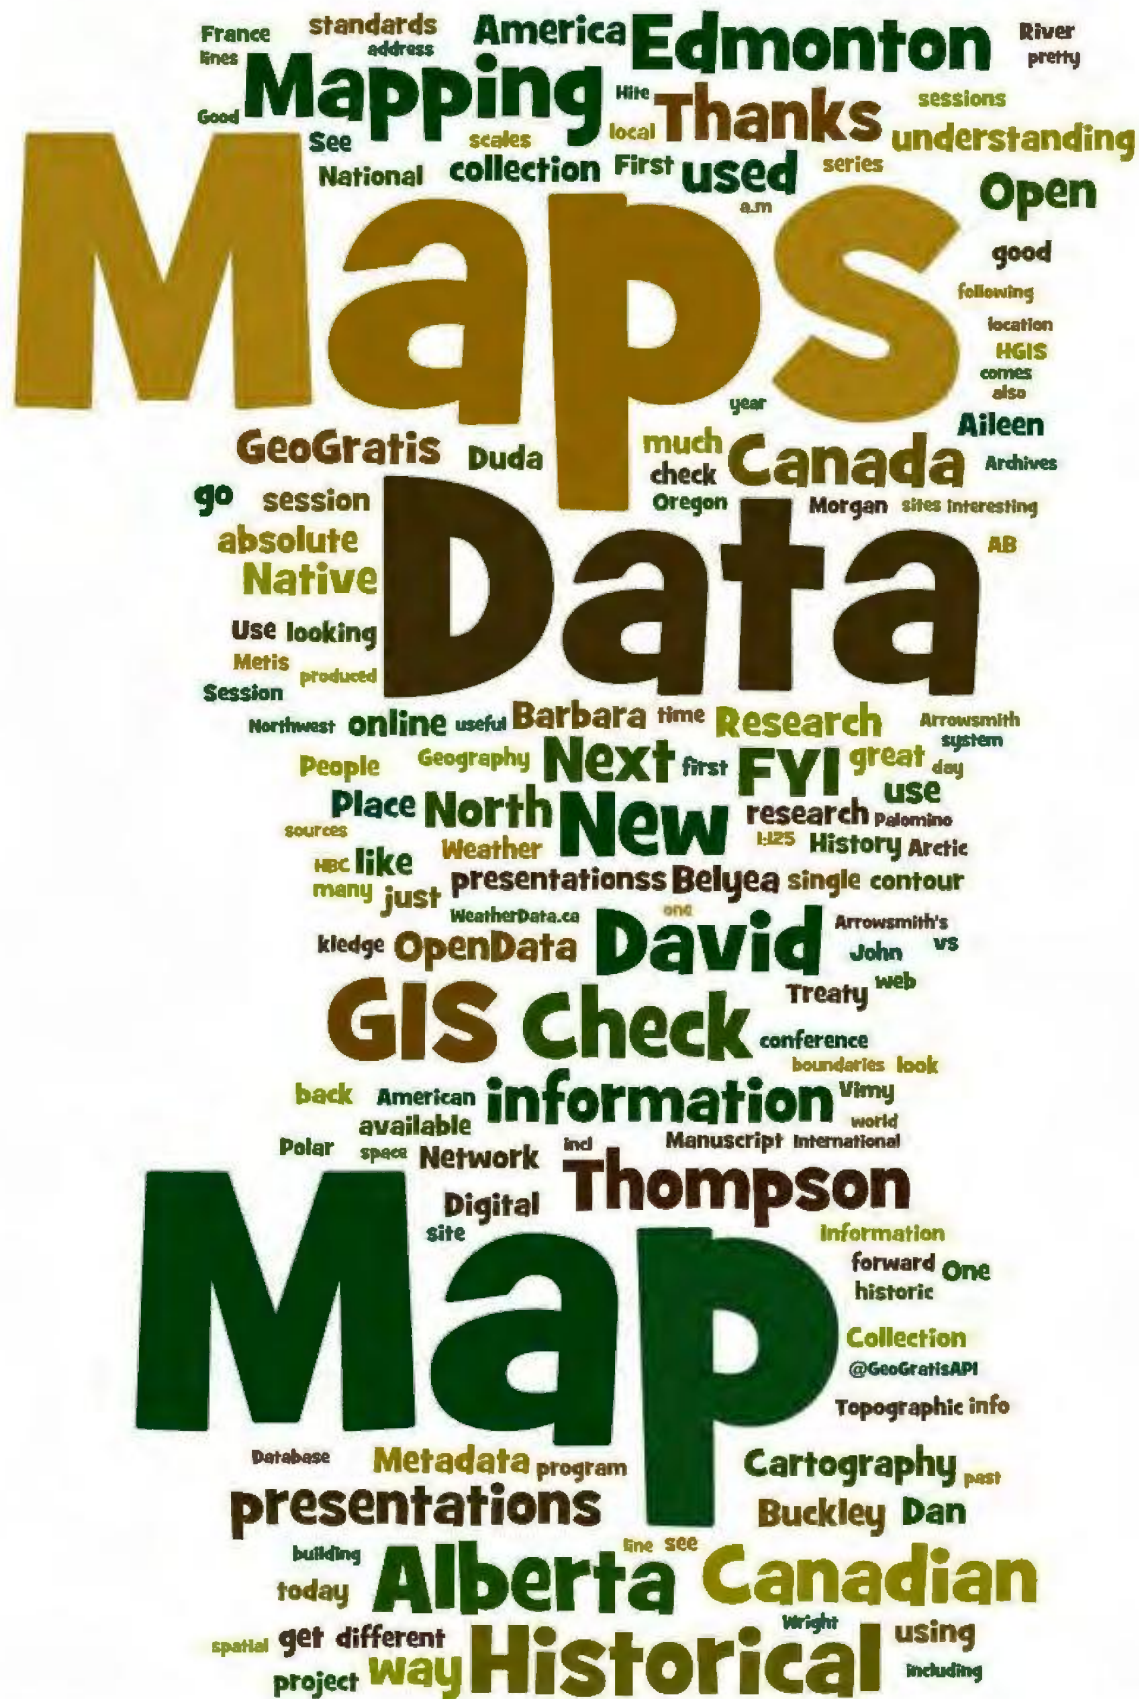 France standards America Edmonton River
lines address pretty
Good Mapping Hite Thanks sessions
See scales local understanding
National collection First used series
a.m Open
Maps good
following
location
HGIS
comes
also
year
GeoGratis Duda much Canada Aileen
check Archives
go session Oregon Morgan sites interesting
absolute Data AB
Native
Use looking
Metis produced
Session
Northwest online useful Barbara time Research Arrowsmith
system
People Geography Next first FYI great day
use
Place North New research Palomino
sources Weather 1:125 History Arctic
HBC like
many just presentationss Belyea single contour
WeatherData.ca one Arrowsmith's
kledge OpenData David John vs
Treaty web
GIS Check conference
boundaries look
back American information Vimy
available world
Polar space Network incl Manuscript International
Digital Thompson
site Information
Map forward One
historic
Collection
@GeoGratisAPI
Topographic info
Database Metadata program Cartography past
presentations Buckley Dan
building line see
today Alberta Canadian
spatial get different Wright using
project way Historical including